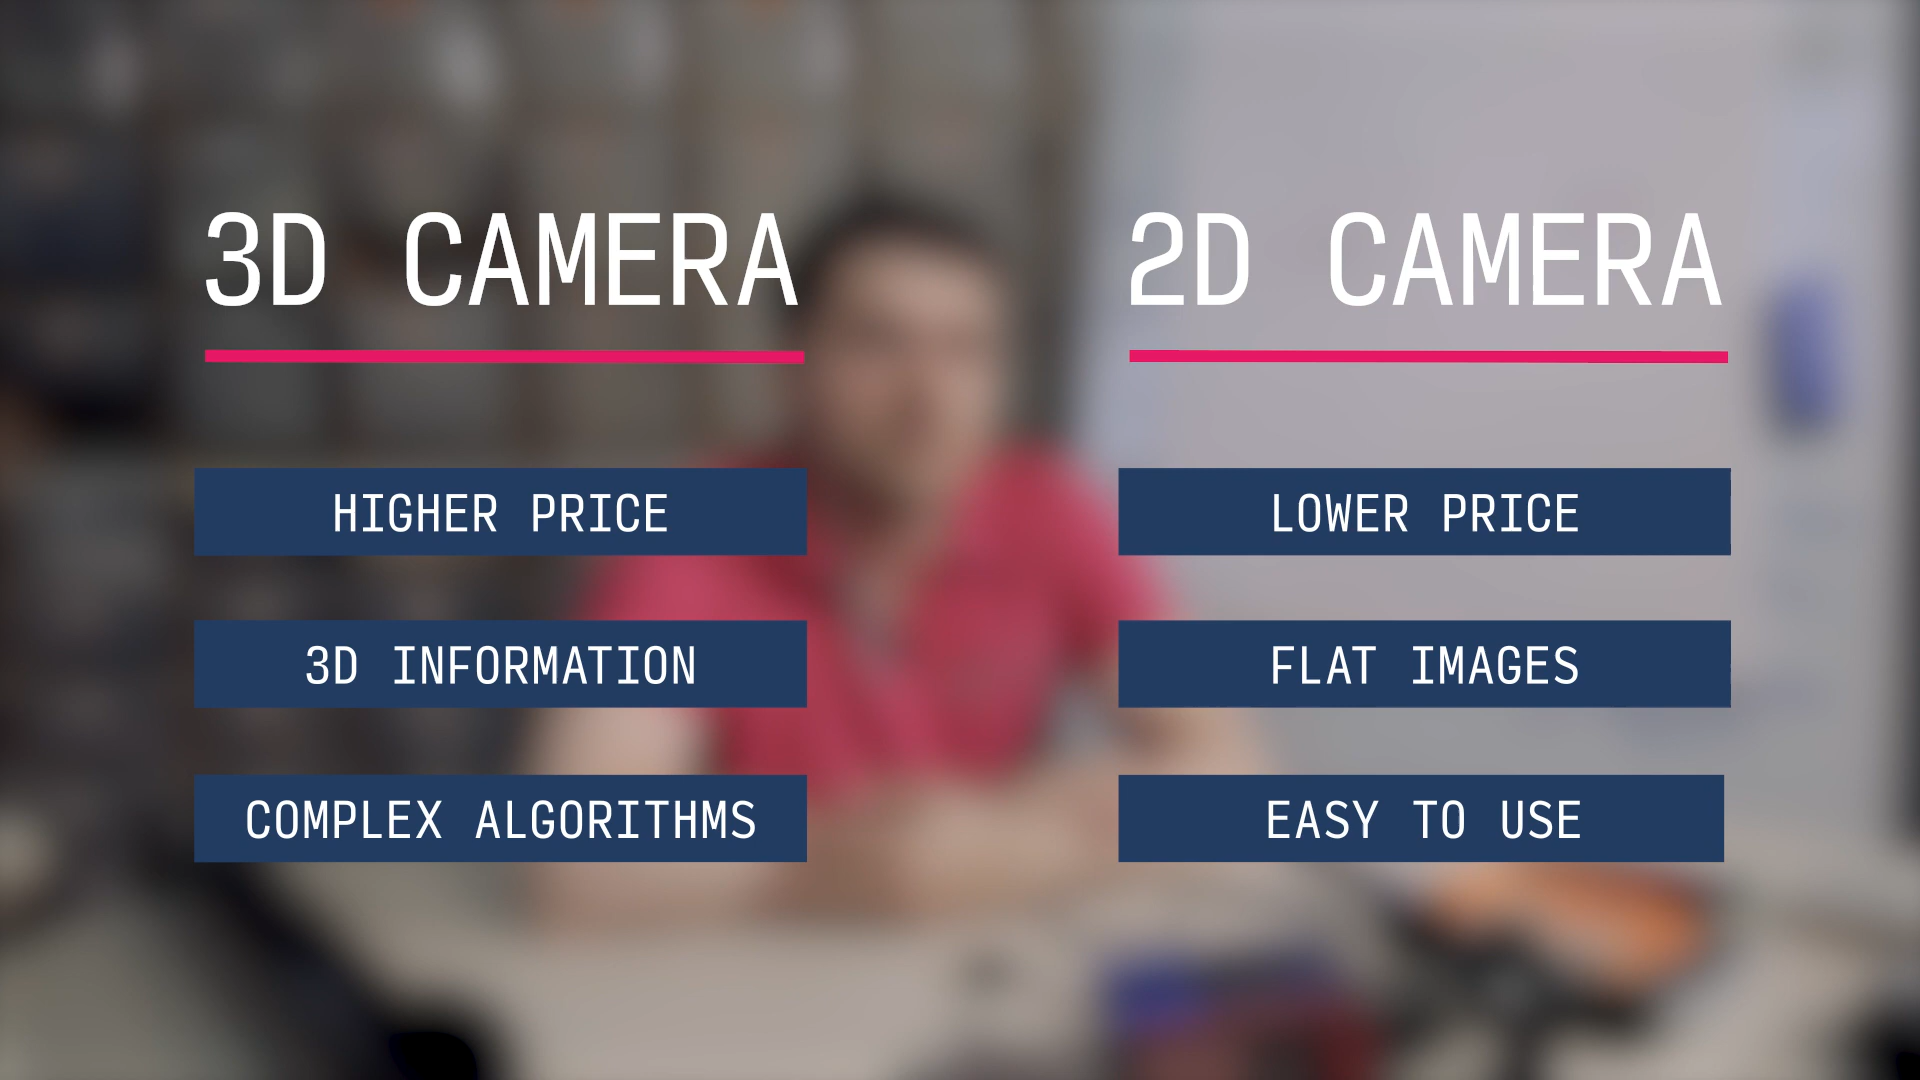 3D CAMERA
HIGHER PRICE
3D INFORMATION
COMPLEX ALGORITHMS
2D CAMERA
LOWER PRICE
FLAT IMAGES
EASY TO USE